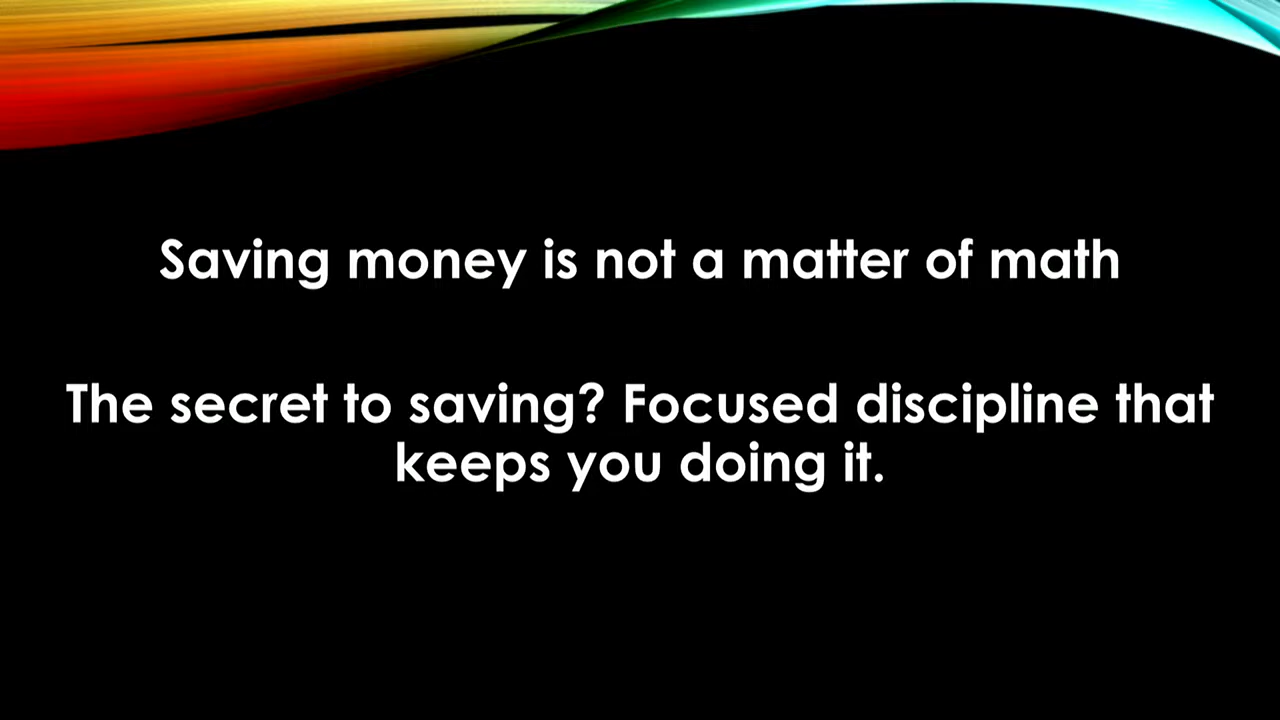 Saving money is not a matter of math
The secret to saving? Focused discipline that
keeps you doing it.